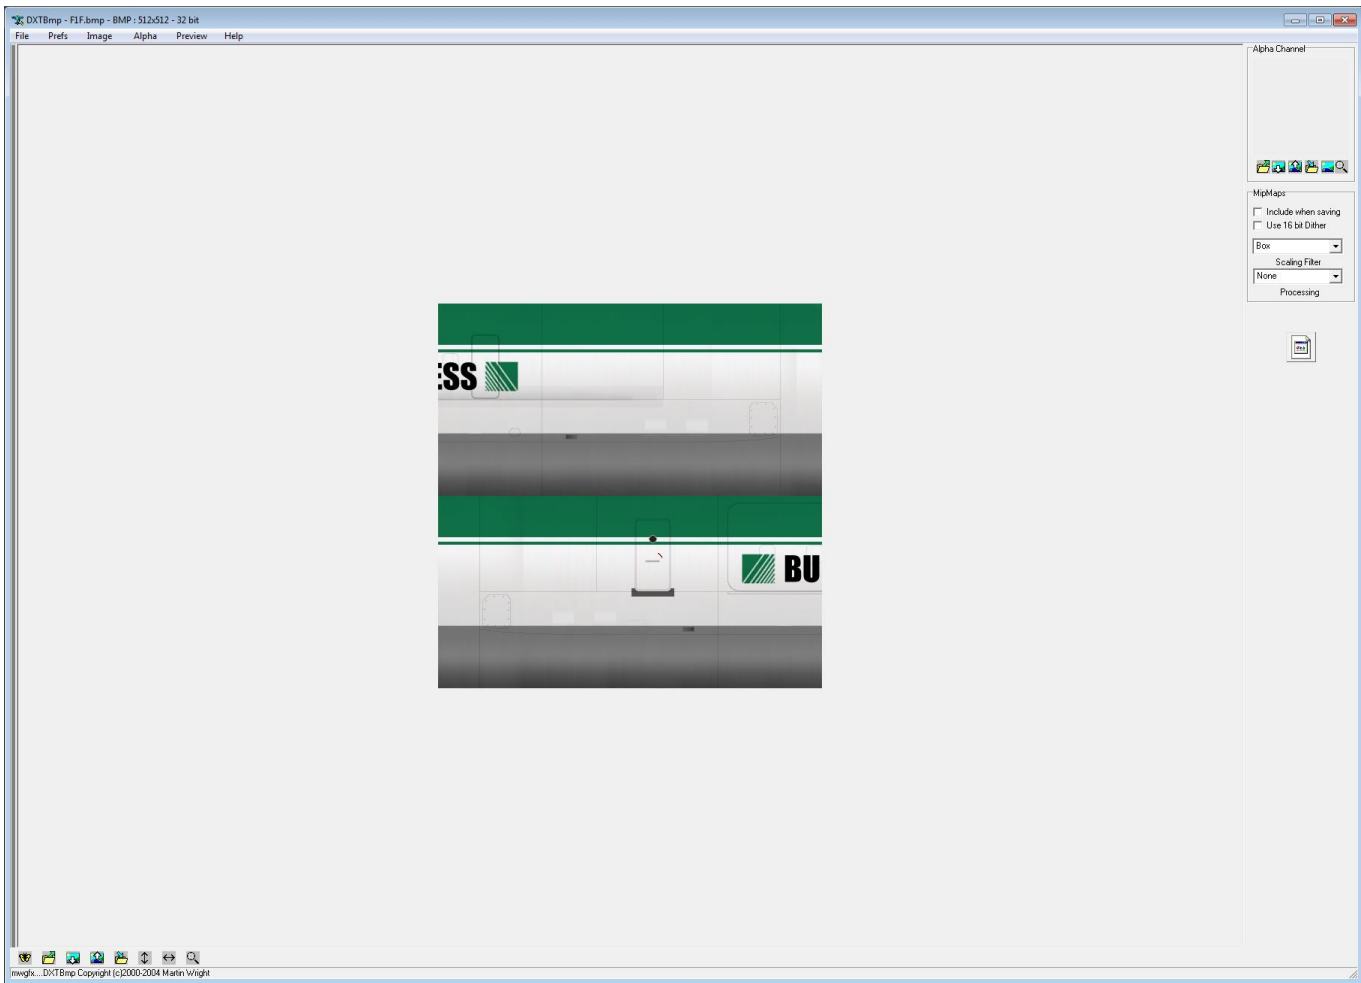 DXTBmp - F1F.bmp - BMP : 512x512 - 32 bit
File Prefs Image Alpha Preview Help
Alpha Channel
MipMaps
Include when saving
Use 16 bit Dither
Box
Scaling Filter
None
Processing
ESS
BU
mwgfx....DXTBmp Copyright (c)2000-2004 Martin Wright